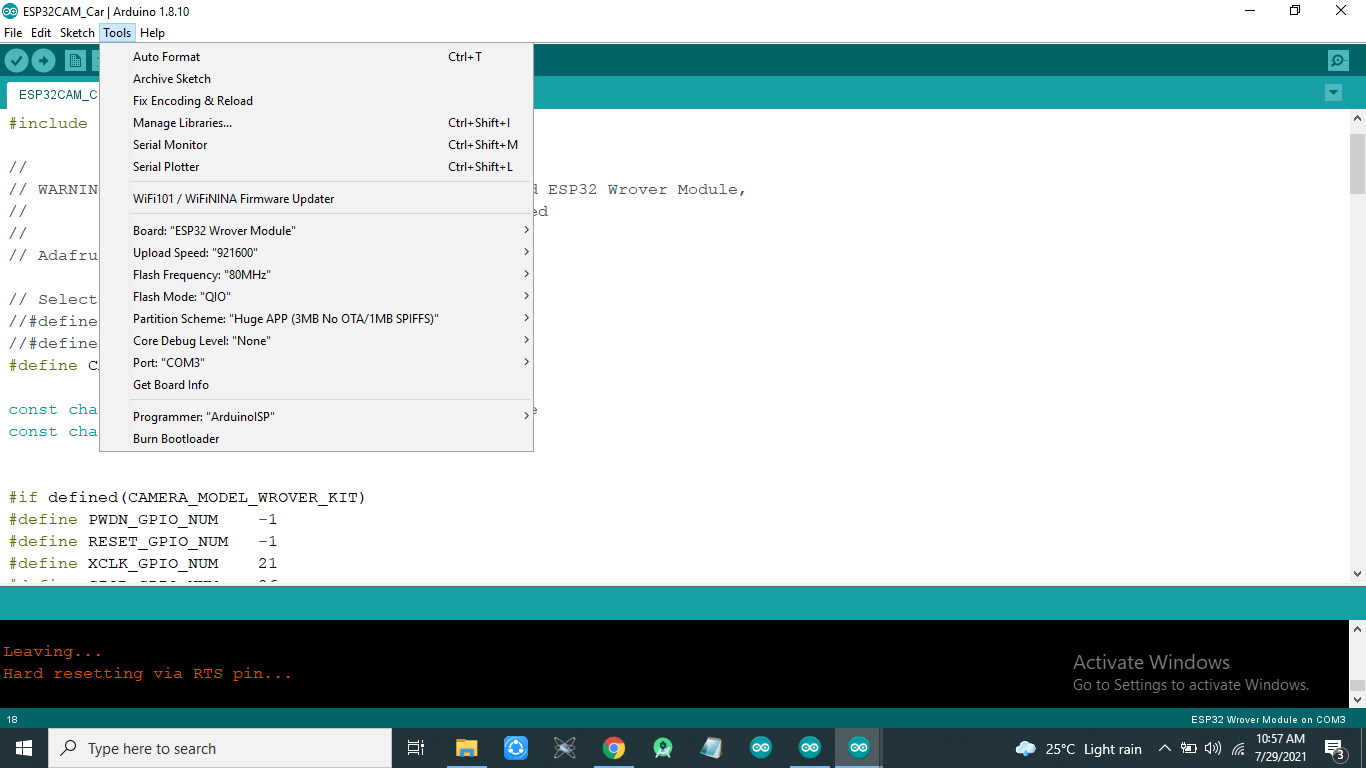 ESP32CAM_Car | Arduino 1.8.10
File Edit Sketch Tools Help
Auto Format Ctrl+T
Archive Sketch
Fix Encoding & Reload
Manage Libraries... Ctrl+Shift+I
Serial Monitor Ctrl+Shift+M
Serial Plotter Ctrl+Shift+L
WiFi101 / WiFiNINA Firmware Updater
Board: "ESP32 Wrover Module"
Upload Speed: "921600"
Flash Frequency: "80MHz"
Flash Mode: "QIO"
Partition Scheme: "Huge APP (3MB No OTA/1MB SPIFFS)"
Core Debug Level: "None"
Port: "COM3"
Get Board Info
Programmer: "ArduinoISP"
Burn Bootloader
ESP32CAM_C
#include
//
// WARNIN d ESP32 Wrover Module,
// ed
//
// Adafru
// Select
//#define
//#define
#define C
const cha e
const cha
#if defined(CAMERA_MODEL_WROVER_KIT)
#define PWDN_GPIO_NUM -1
#define RESET_GPIO_NUM -1
#define XCLK_GPIO_NUM 21
Leaving...
Hard resetting via RTS pin...
Activate Windows
Go to Settings to activate Windows.
18 ESP32 Wrover Module on COM3
Type here to search
25°C Light rain
10:57 AM
7/29/2021
3